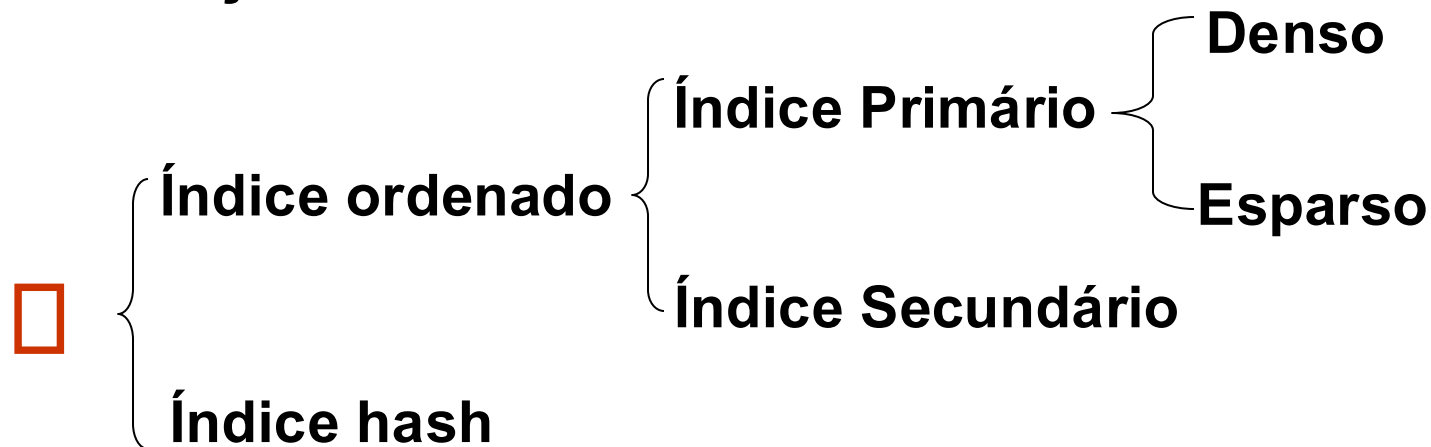 Denso
Índice Primário
Índice ordenado
Esparso
Índice Secundário
Índice hash